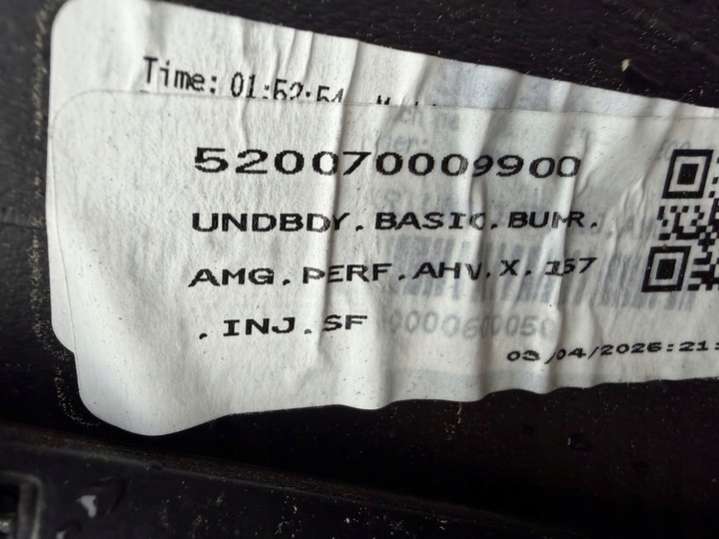 Time: 01:52:54
520070009900
UNDBDY.BASIC.BUMR.
AMG.PERF.AHV.X.157
.INJ.SF
03/04/2026:21: